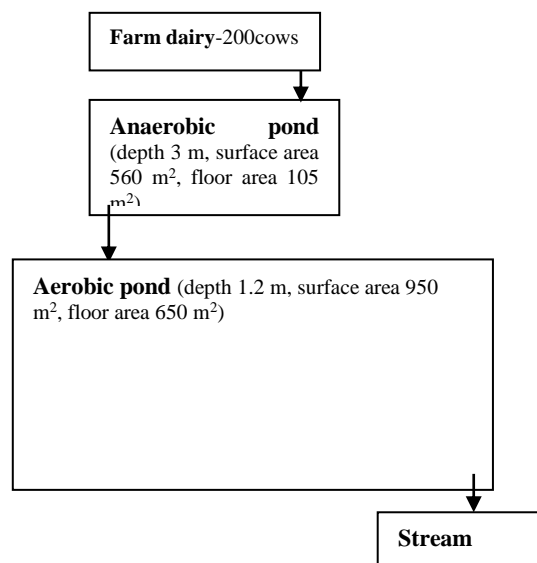 Farm dairy-200cows
Anaerobic pond
(depth 3 m, surface area
560 m², floor area 105
m²)
Aerobic pond (depth 1.2 m, surface area 950
m², floor area 650 m²)
Stream